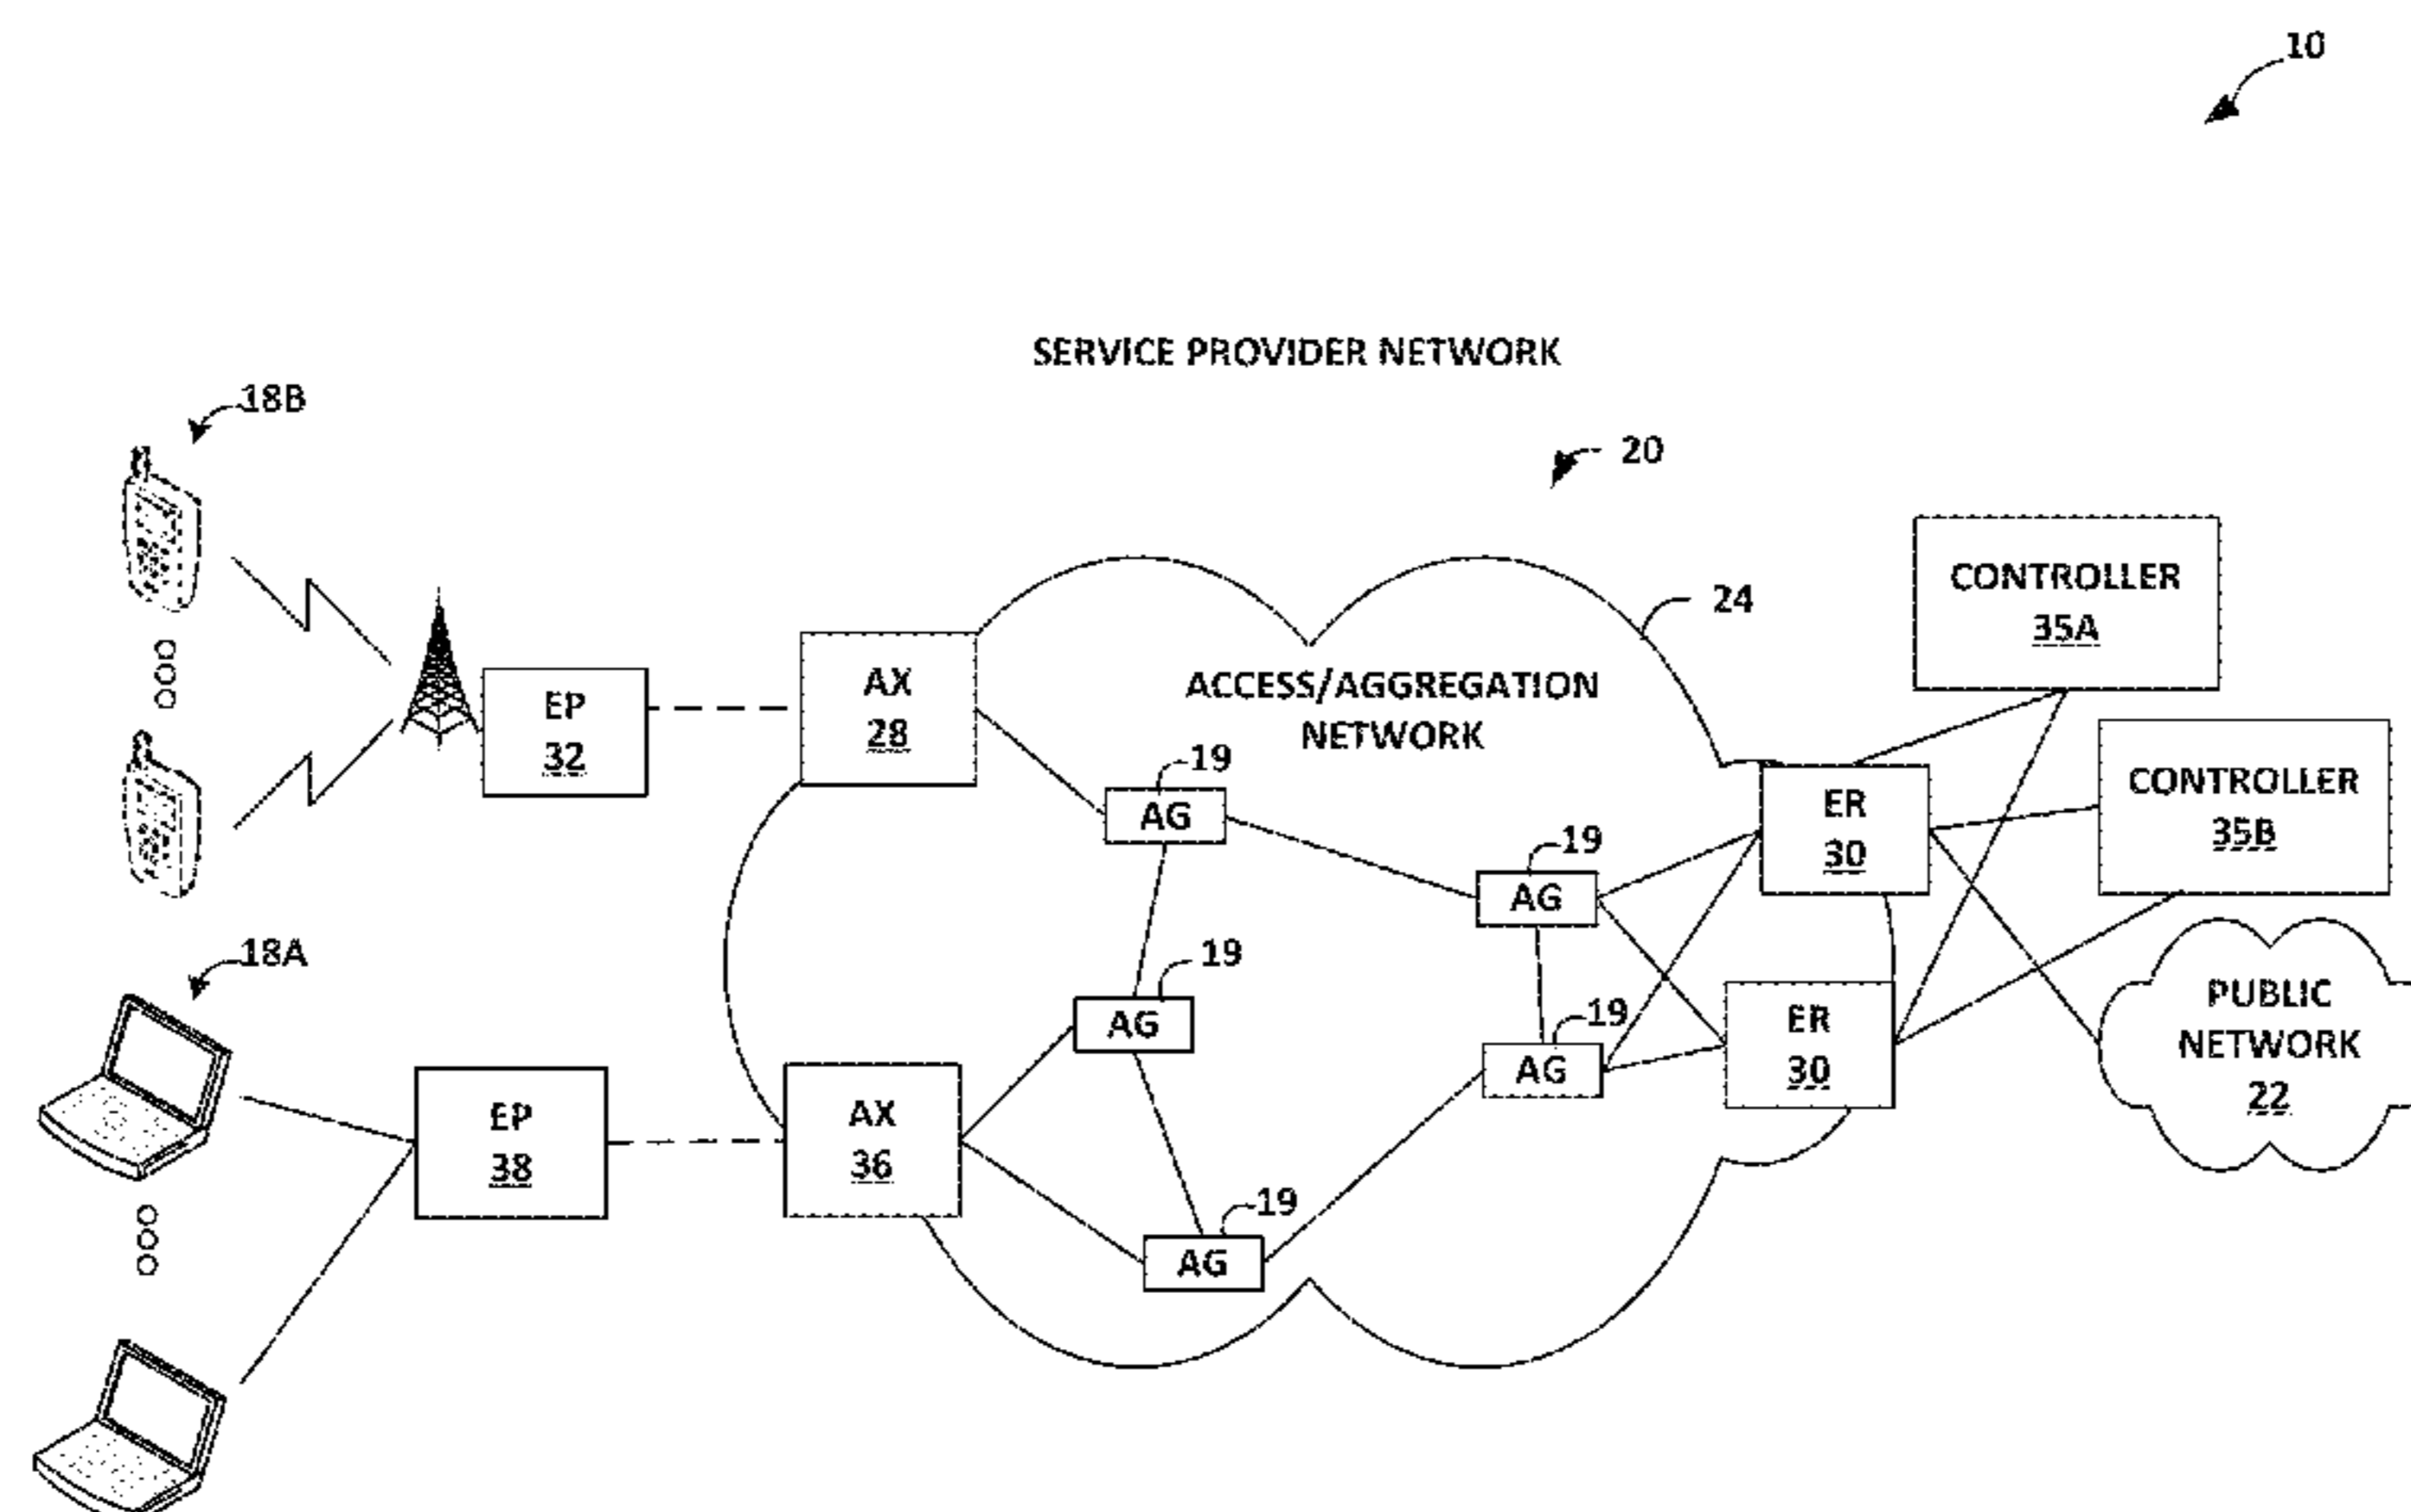 10
SERVICE PROVIDER NETWORK
18B
20
CONTROLLER
35A
24
EP
32
AX
28
ACCESS/AGGREGATION
NETWORK
19
AG
19
AG
ER
30
CONTROLLER
35B
18A
19
AG
19
AG
ER
30
PUBLIC
NETWORK
22
EP
38
AX
36
19
AG